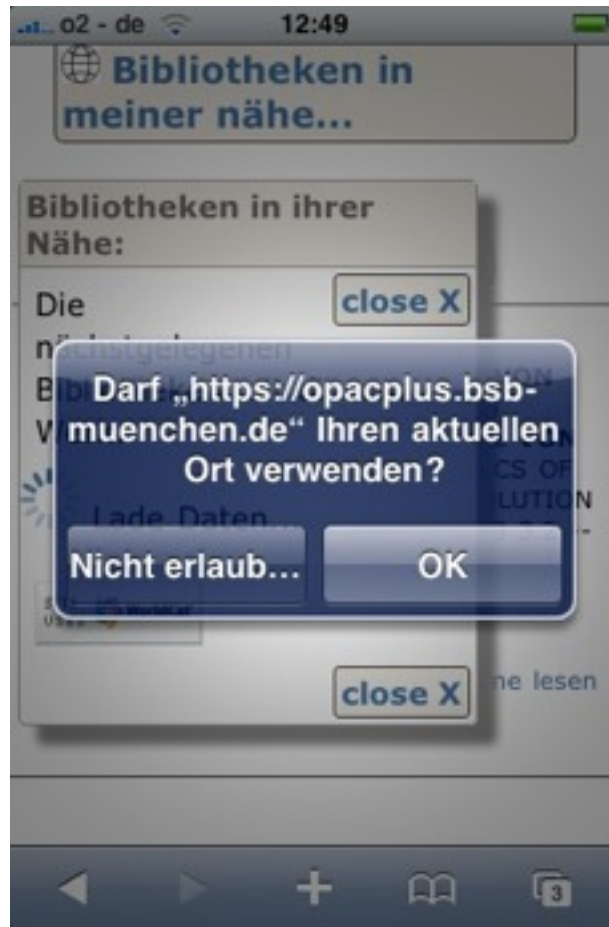 o2 - de 12:49
Bibliotheken in
meiner nähe...
Bibliotheken in ihrer
Nähe:
close X
Die
nächstgelegenen
Darf „https://opacplus.bsb-
muenchen.de“ Ihren aktuellen
Ort verwenden?
Lade Daten...
Nicht erlaub...
OK
close X
ne lesen
3